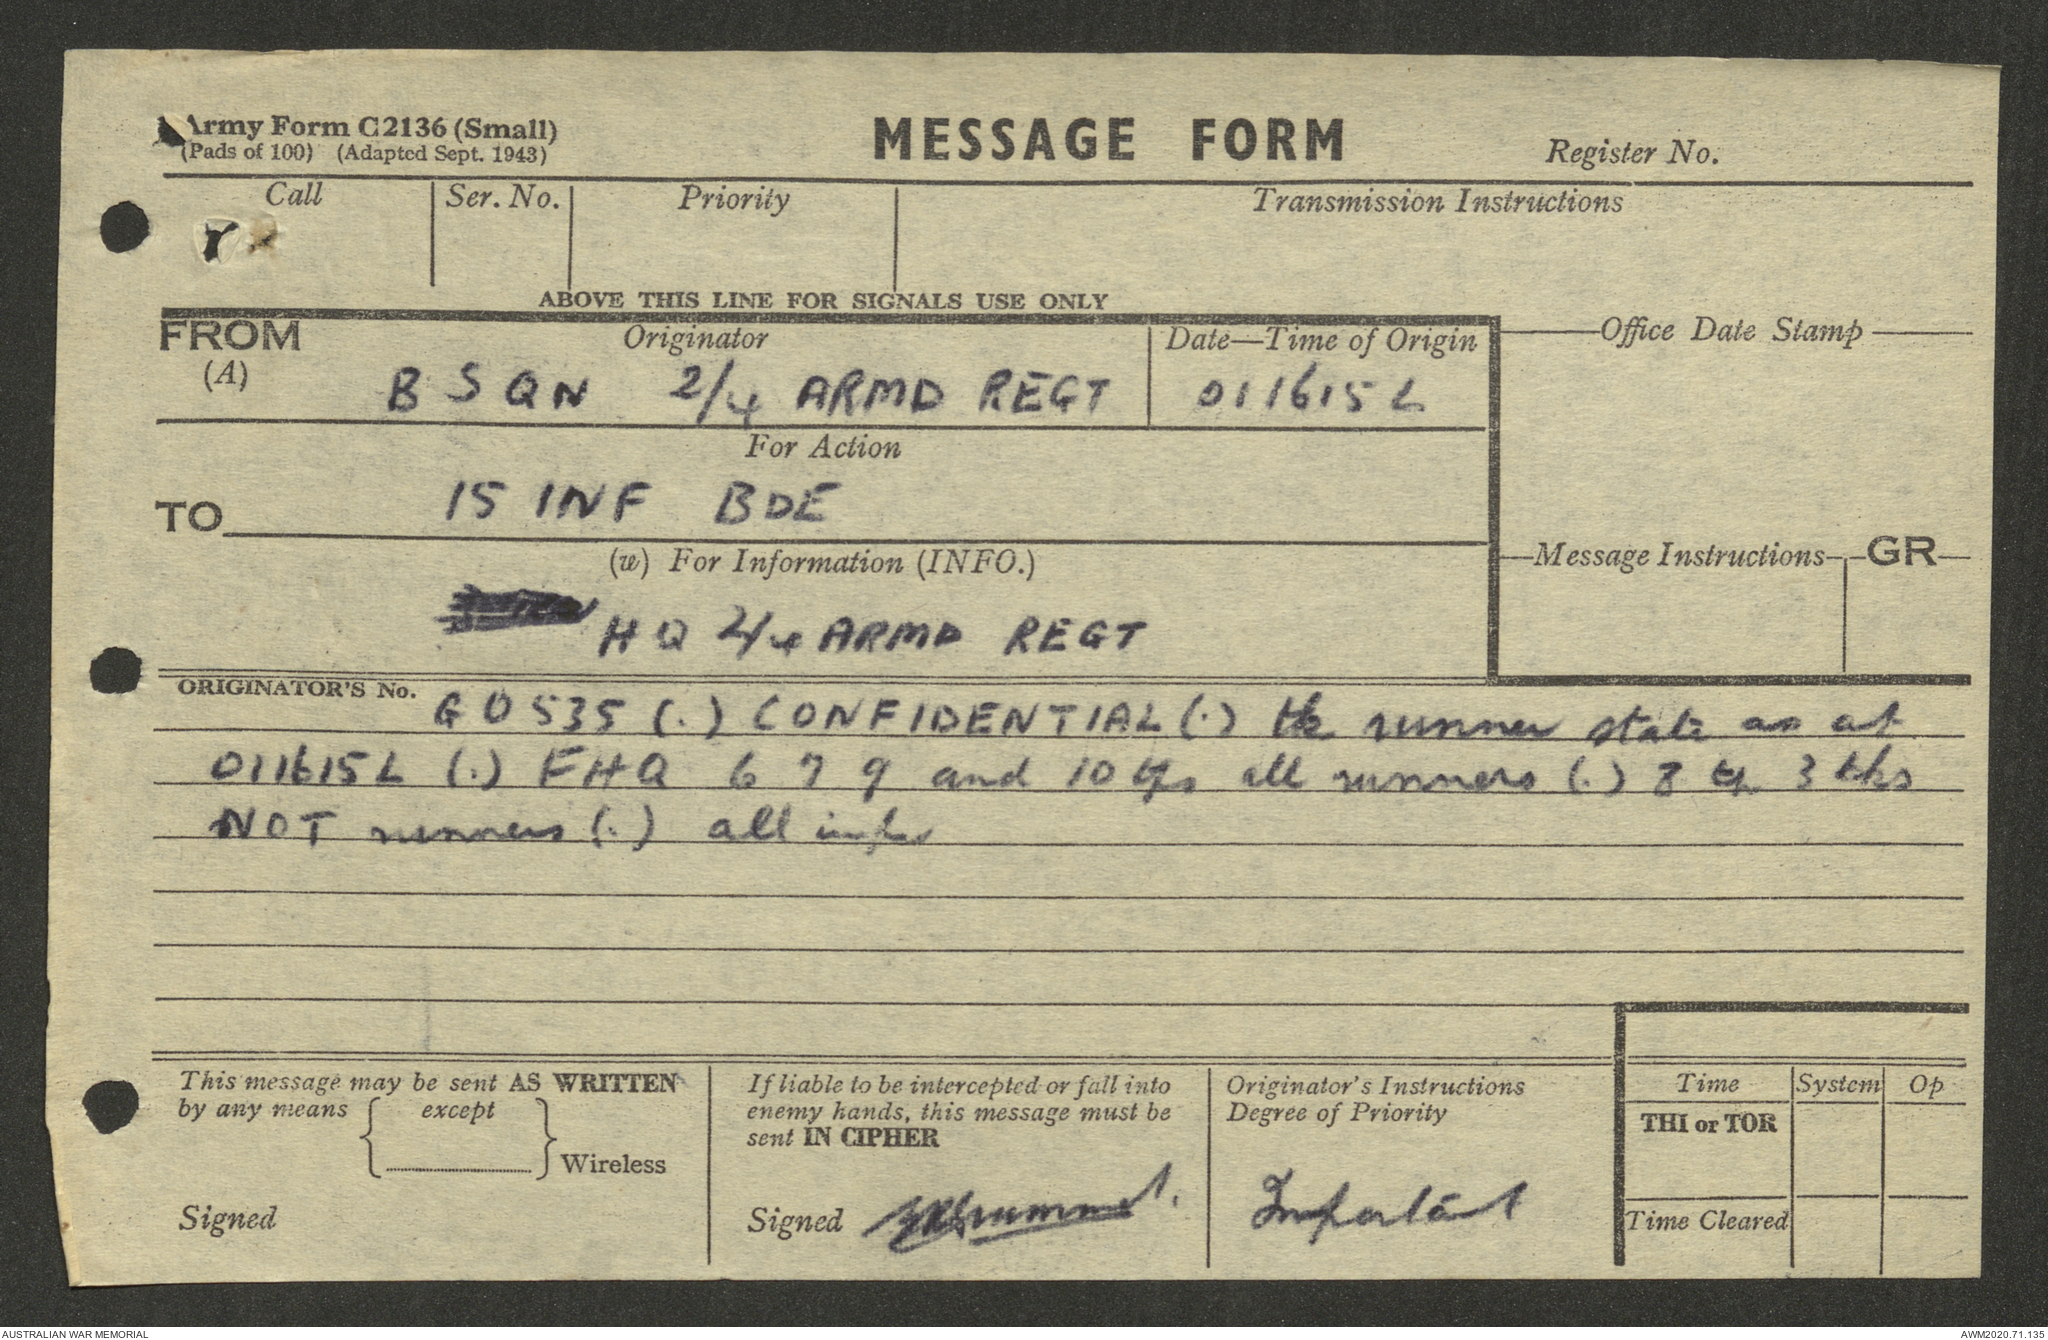 Army Form C2136 (Small)
(Pads of 100) (Adapted Sept. 1943)
MESSAGE FORM
Register No.
Call Ser. No. Priority Transmission Instructions
ABOVE THIS LINE FOR SIGNALS USE ONLY
FROM
(A)
Originator
B SQN 2/4 ARMD REGT
Date—Time of Origin
011615L
Office Date Stamp
For Action
TO
15 INF BDE
(w) For Information (INFO.)
HQ 2/4 ARMD REGT
Message Instructions GR
ORIGINATOR'S No.
GO535 (.) CONFIDENTIAL (.) tk runner state as at
011615L (.) FHQ 6 7 9 and 10 tps all runners (.) 8 tp 3 tks
NOT runners (.) all
This message may be sent AS WRITTEN
by any means { except
} Wireless
Signed
If liable to be intercepted or fall into
enemy hands, this message must be
sent IN CIPHER
Signed
Originator's Instructions
Degree of Priority
Important
Time System Op
THI or TOR
Time Cleared
AUSTRALIAN WAR MEMORIAL
AWM2020.71.135